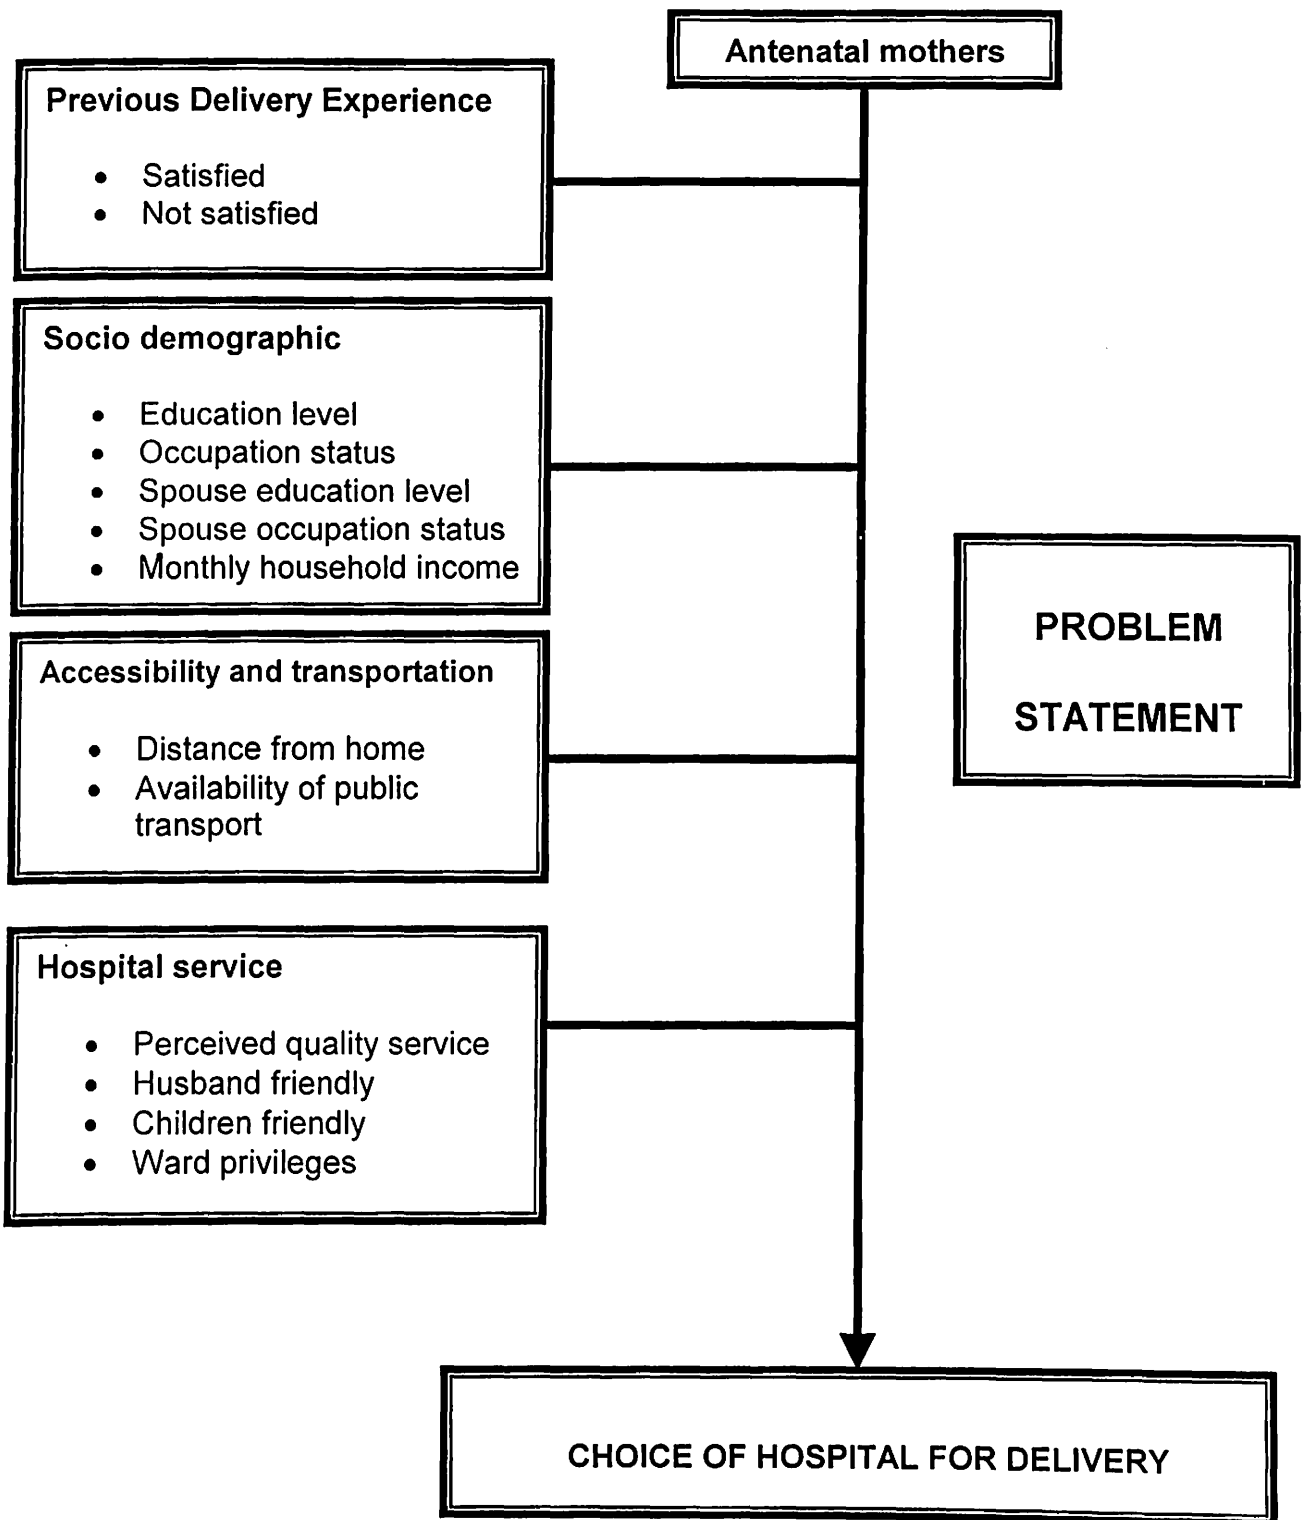 Antenatal mothers
Previous Delivery Experience
• Satisfied
• Not satisfied
Socio demographic
• Education level
• Occupation status
• Spouse education level
• Spouse occupation status
• Monthly household income
Accessibility and transportation
• Distance from home
• Availability of public
transport
Hospital service
• Perceived quality service
• Husband friendly
• Children friendly
• Ward privileges
PROBLEM
STATEMENT
CHOICE OF HOSPITAL FOR DELIVERY